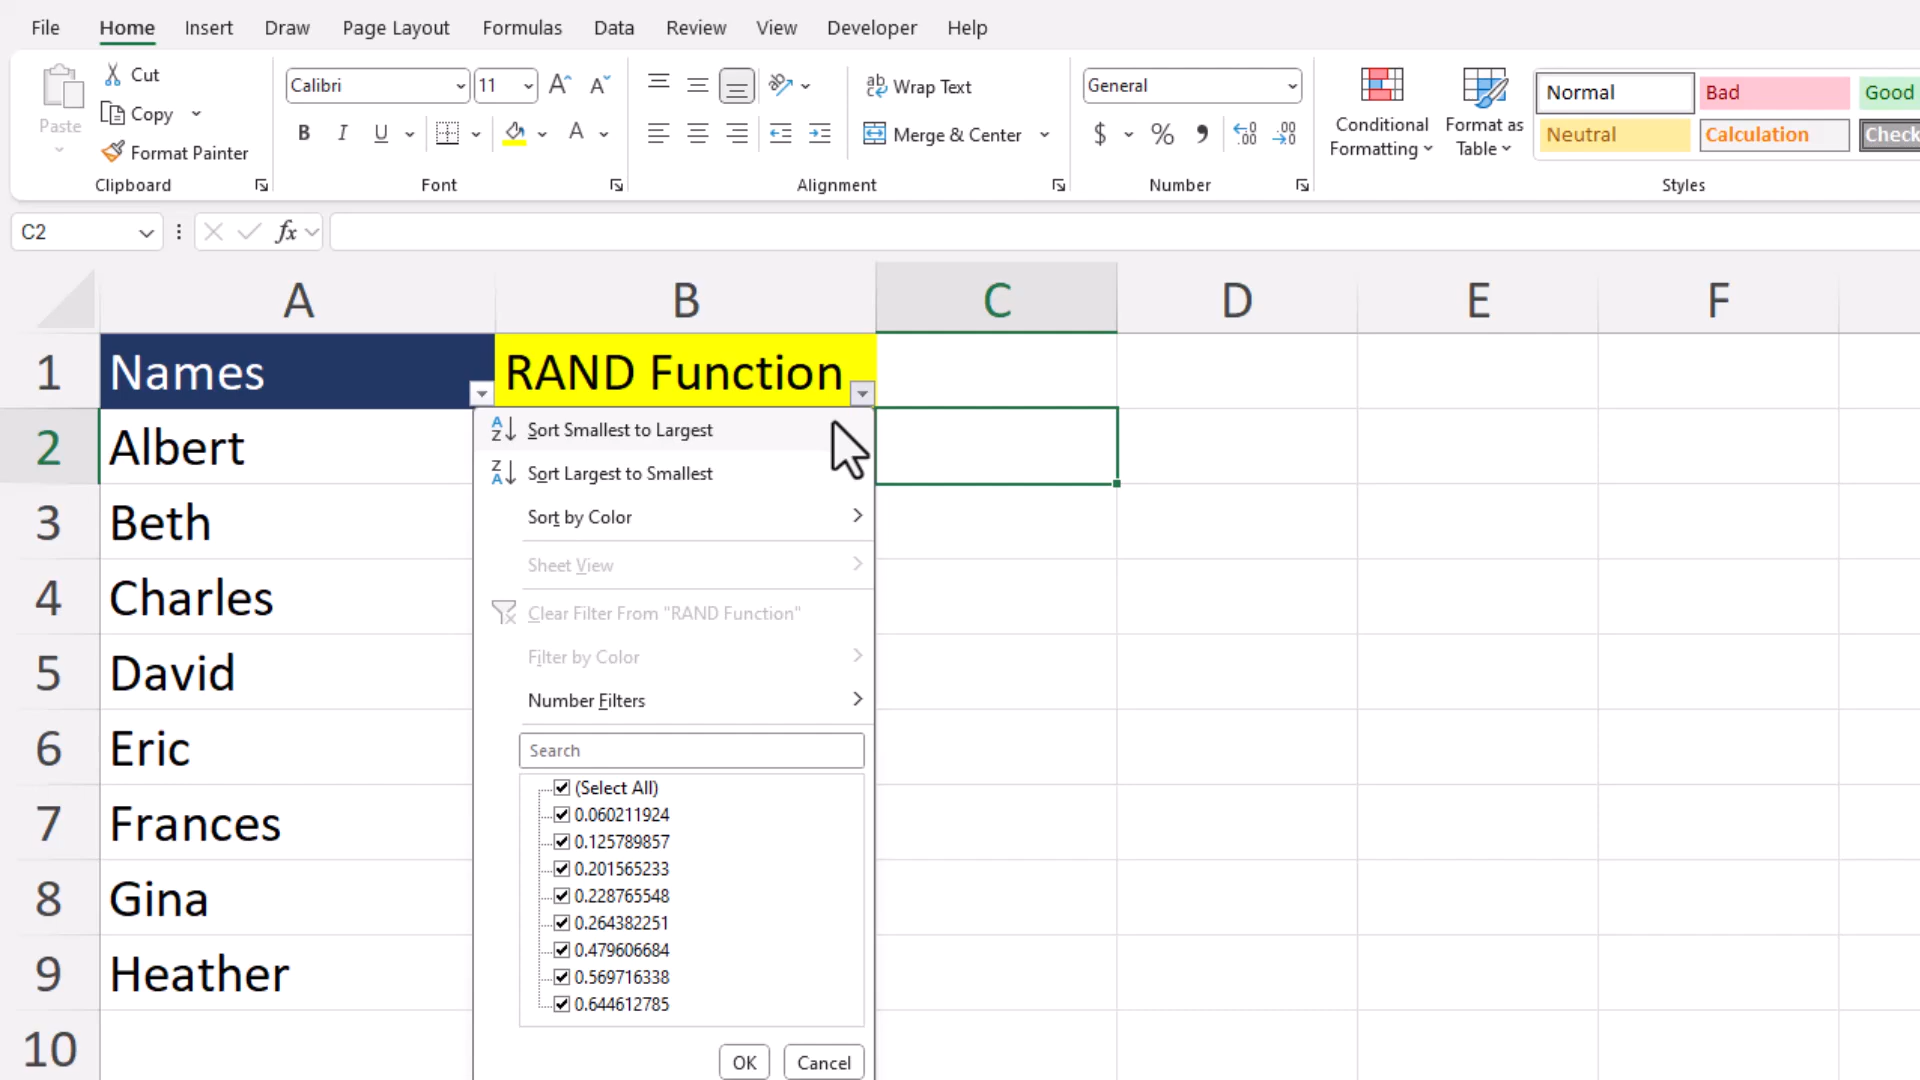 File Home Insert Draw Page Layout Formulas Data Review View Developer Help
Paste
Cut
Copy
Format Painter
Clipboard
Calibri 11
B I U
Font
Wrap Text
Merge & Center
Alignment
General
$ % 9
Number
Conditional
Formatting
Format as
Table
Normal Bad Good
Neutral Calculation Check
Styles
C2 fx
A B C D E F
1 Names RAND Function
2 Albert
3 Beth
4 Charles
5 David
6 Eric
7 Frances
8 Gina
9 Heather
10
Sort Smallest to Largest
Sort Largest to Smallest
Sort by Color
Sheet View
Clear Filter From "RAND Function"
Filter by Color
Number Filters
Search
(Select All)
0.060211924
0.125789857
0.201565233
0.228765548
0.264382251
0.479606684
0.569716338
0.644612785
OK Cancel